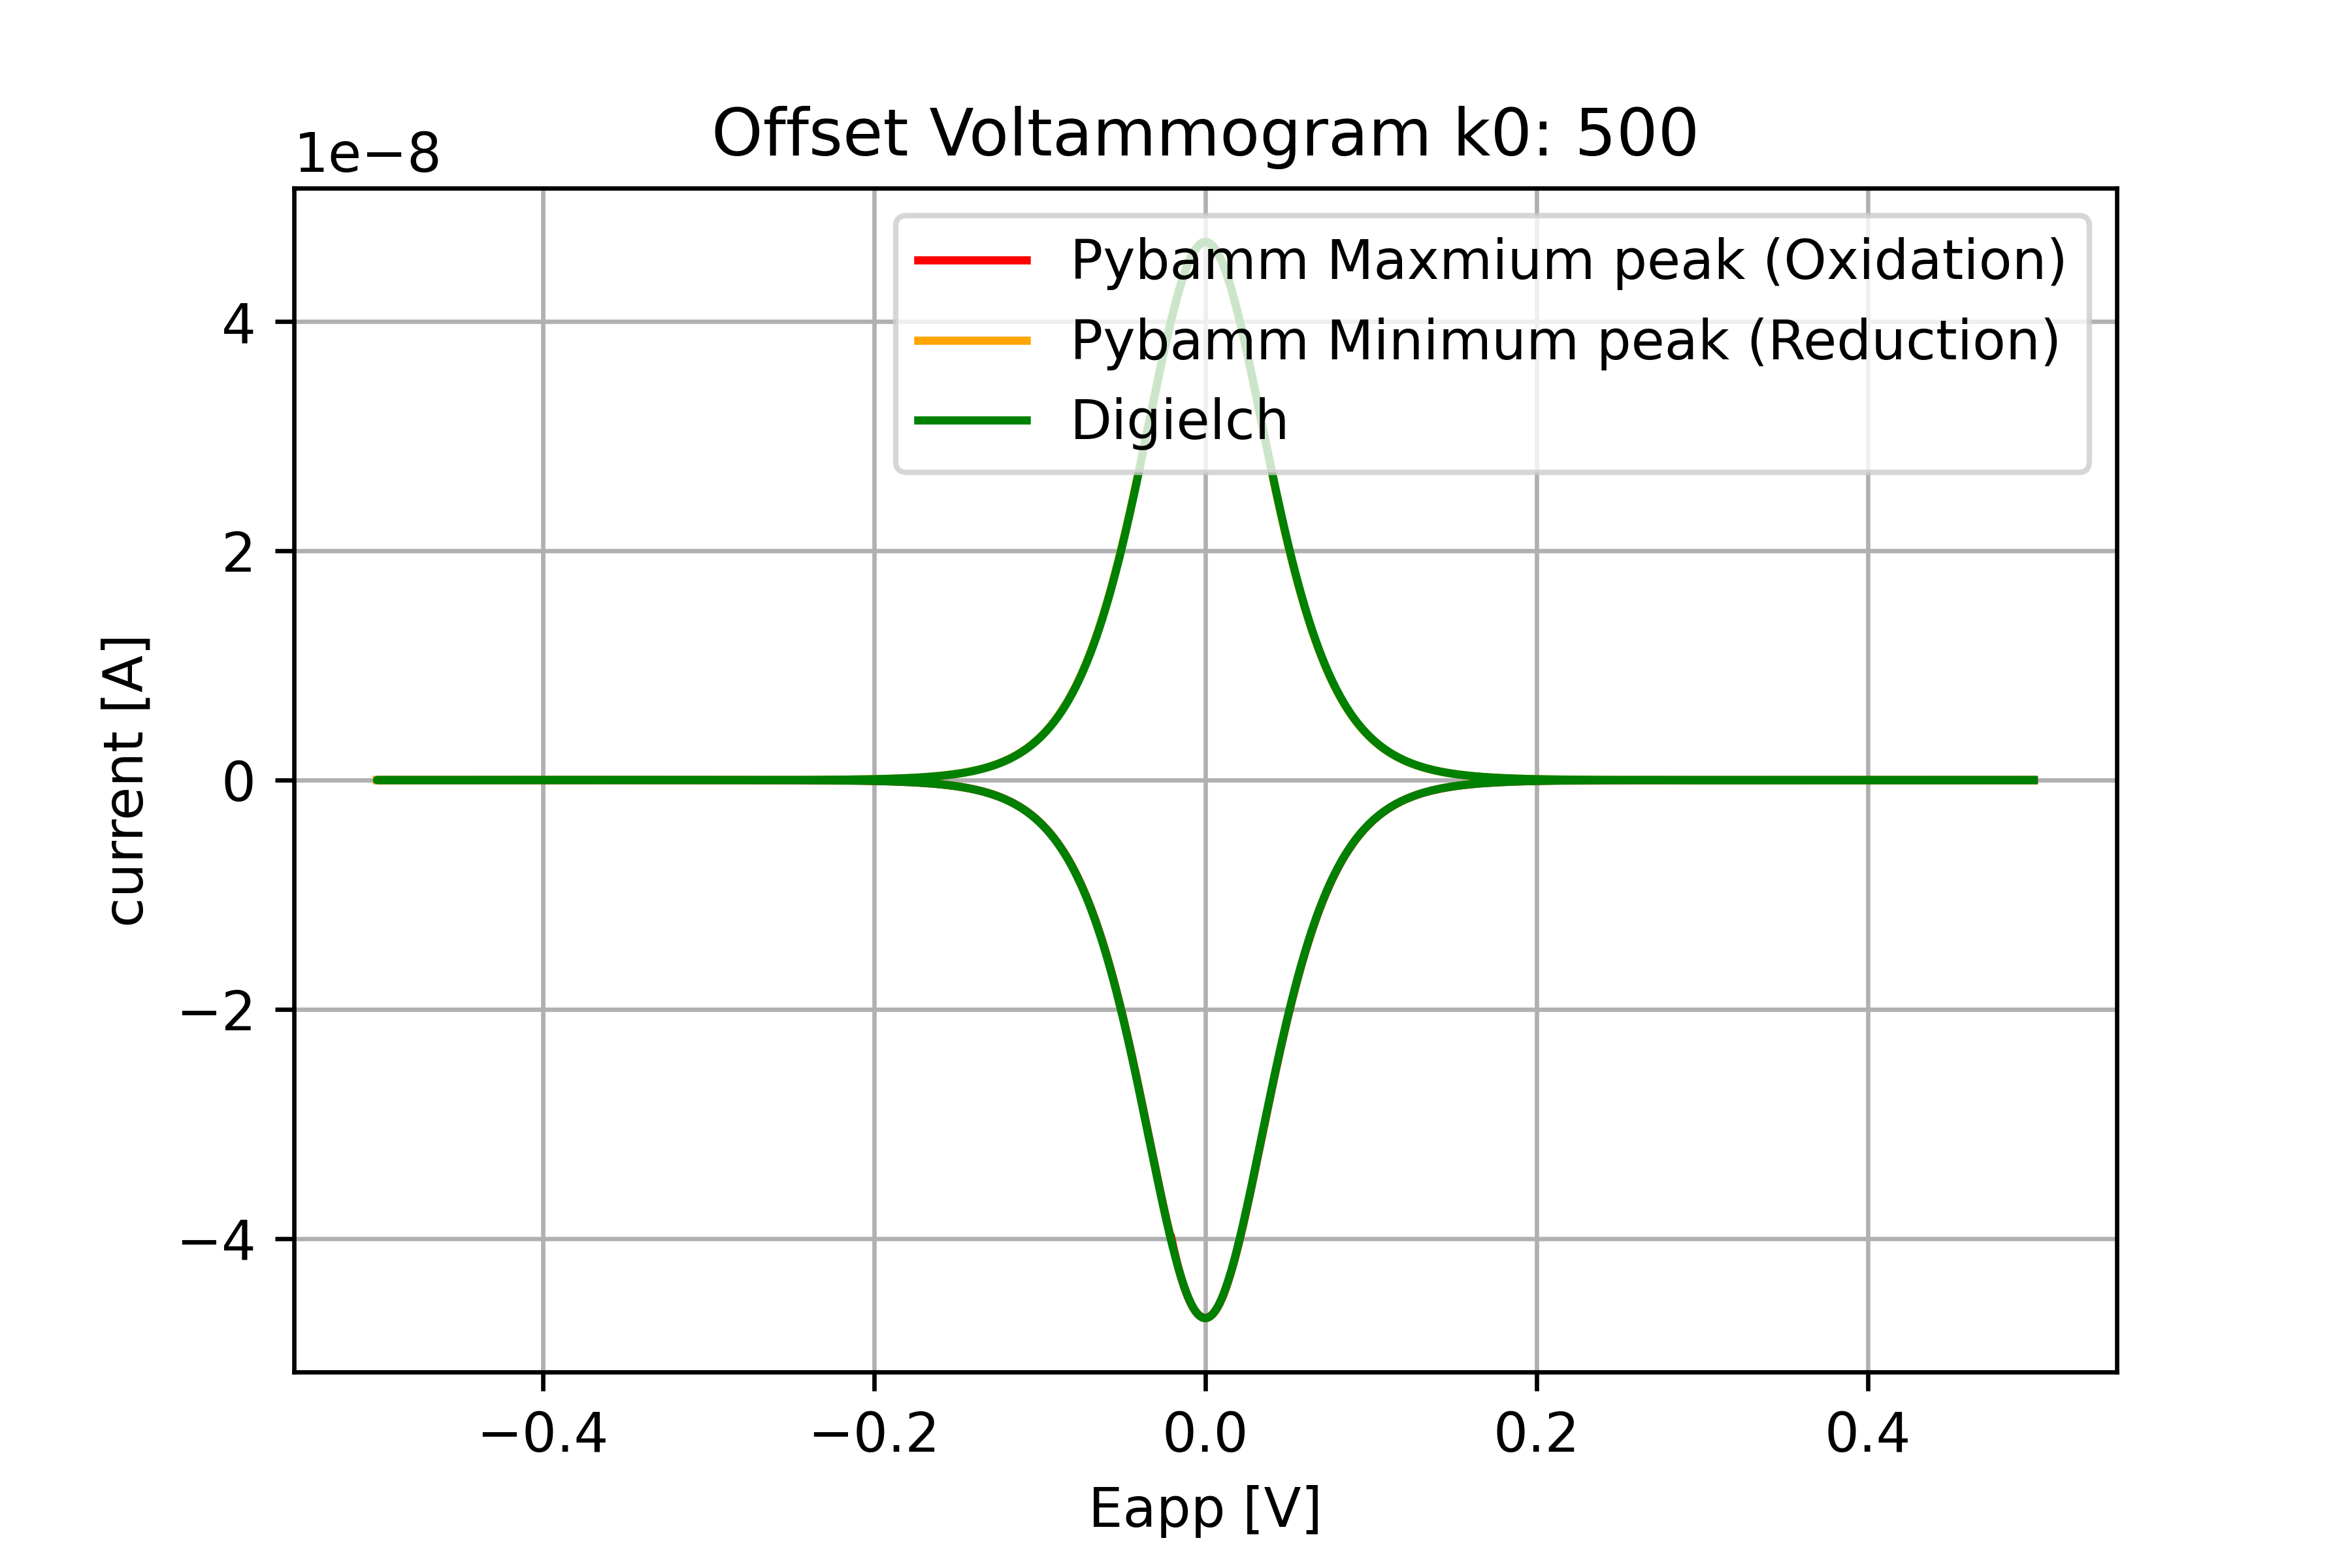 Offset Voltammogram k0: 500
1e−8
Pybamm Maxmium peak (Oxidation)
Pybamm Minimum peak (Reduction)
Digielch
4
2
0
−2
−4
current [A]
−0.4
−0.2
0.0
0.2
0.4
Eapp [V]